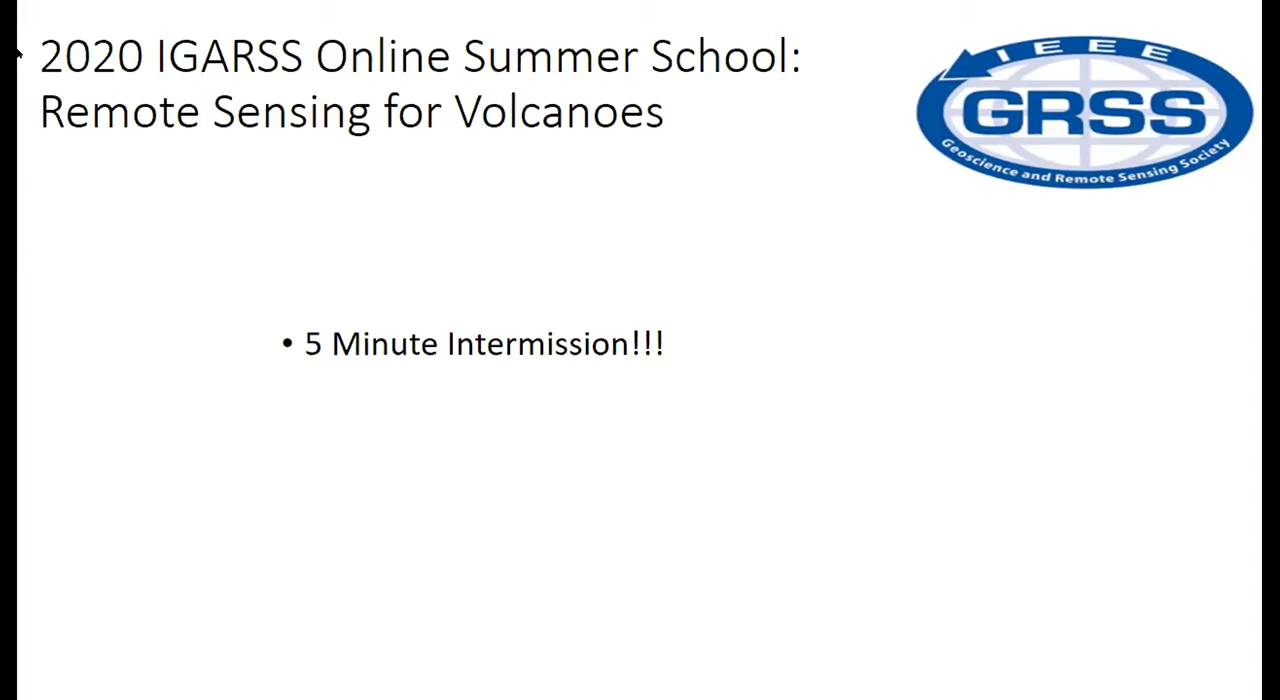 2020 IGARSS Online Summer School:
Remote Sensing for Volcanoes
IEEE
GRSS
Geoscience and Remote Sensing Society
• 5 Minute Intermission!!!